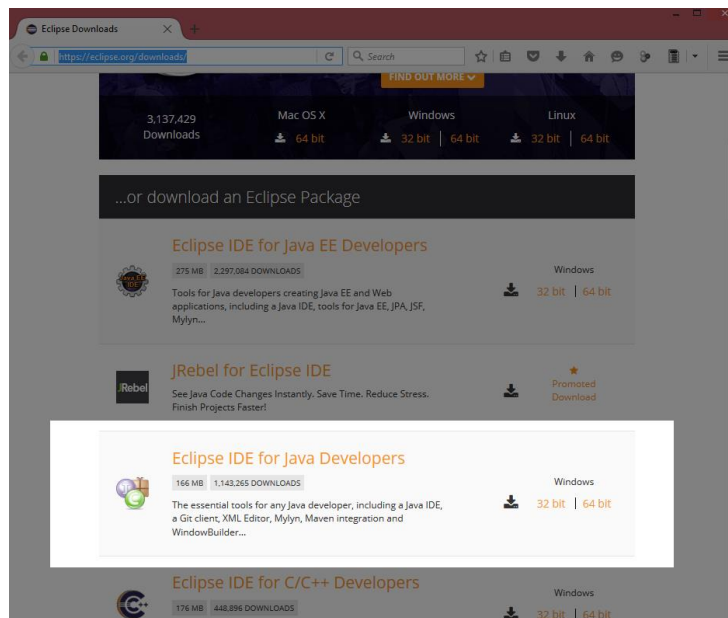 Eclipse Downloads
https://eclipse.org/downloads/
Search
FIND OUT MORE
3,137,429
Downloads
Mac OS X
64 bit
Windows
32 bit | 64 bit
Linux
32 bit | 64 bit
...or download an Eclipse Package
Eclipse IDE for Java EE Developers
275 MB 2,297,084 DOWNLOADS
Tools for Java developers creating Java EE and Web
applications, including a Java IDE, tools for Java EE, JPA, JSF,
Mylyn...
Java EE
IDE
Windows
32 bit | 64 bit
JRebel
JRebel for Eclipse IDE
See Java Code Changes Instantly. Save Time. Reduce Stress.
Finish Projects Faster!
Promoted
Download
Eclipse IDE for Java Developers
166 MB 1,143,265 DOWNLOADS
The essential tools for any Java developer, including a Java IDE,
a Git client, XML Editor, Mylyn, Maven integration and
WindowBuilder...
Windows
32 bit | 64 bit
Eclipse IDE for C/C++ Developers
176 MB 448,896 DOWNLOADS
C++
Windows
32 bit | 64 bit